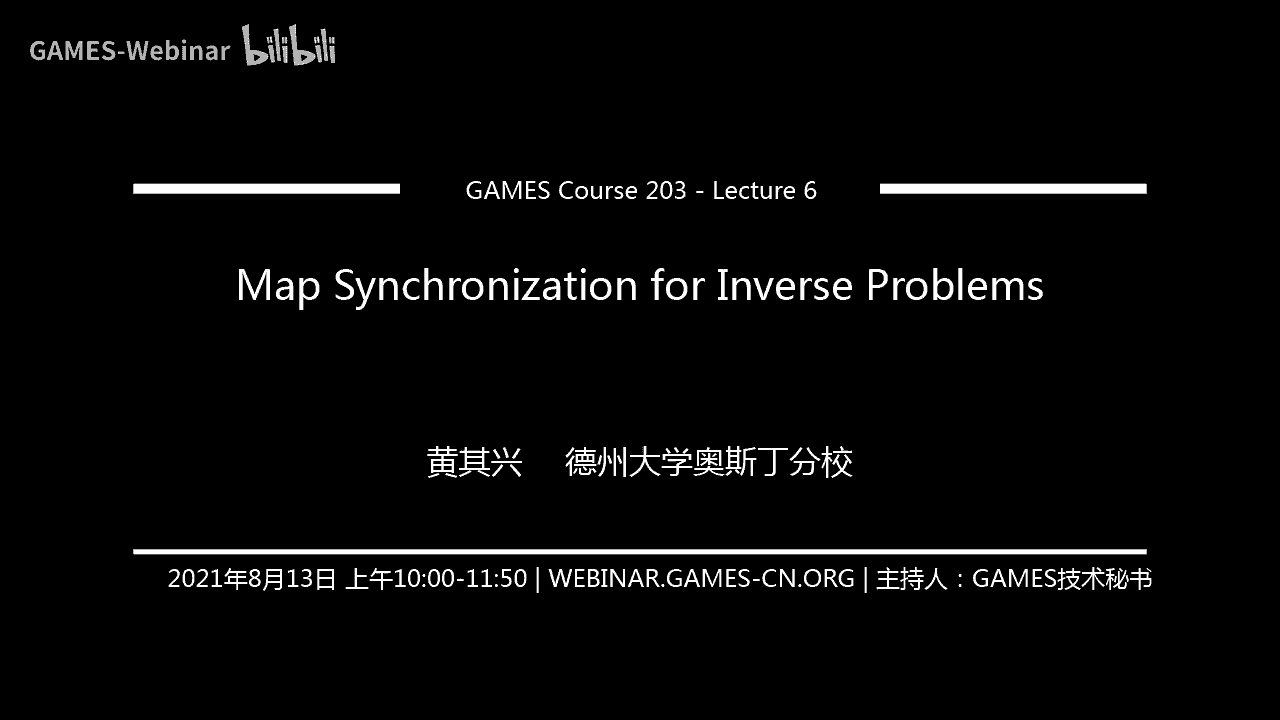 GAMES-Webinar bilibili
GAMES Course 203 - Lecture 6
Map Synchronization for Inverse Problems
黄其兴 德州大学奥斯丁分校
2021年8月13日 上午10:00-11:50 | WEBINAR.GAMES-CN.ORG | 主持人：GAMES技术秘书